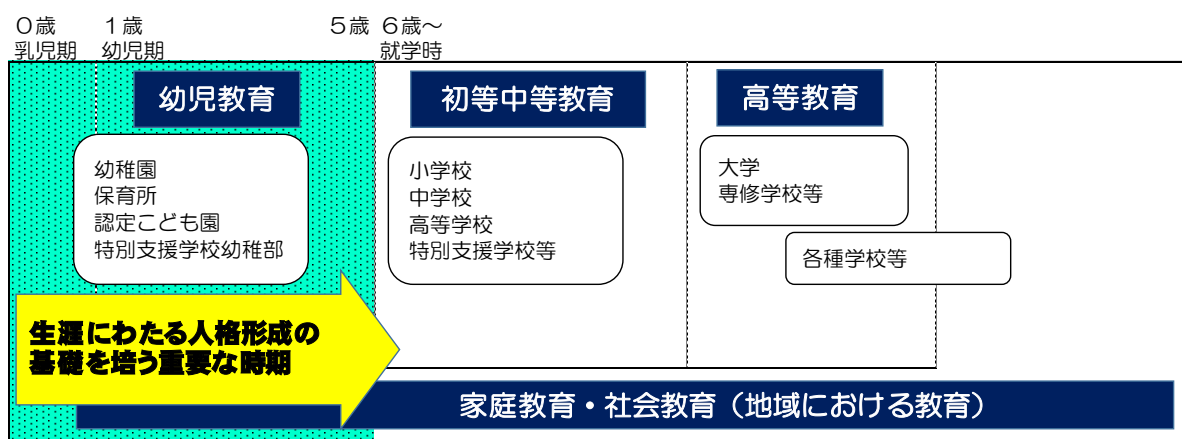 ０歳 １歳 ５歳 ６歳～
乳児期 幼児期 就学時
幼児教育
幼稚園
保育所
認定こども園
特別支援学校幼稚部
初等中等教育
小学校
中学校
高等学校
特別支援学校等
高等教育
大学
専修学校等
各種学校等
生涯にわたる人格形成の
基礎を培う重要な時期
家庭教育・社会教育（地域における教育）